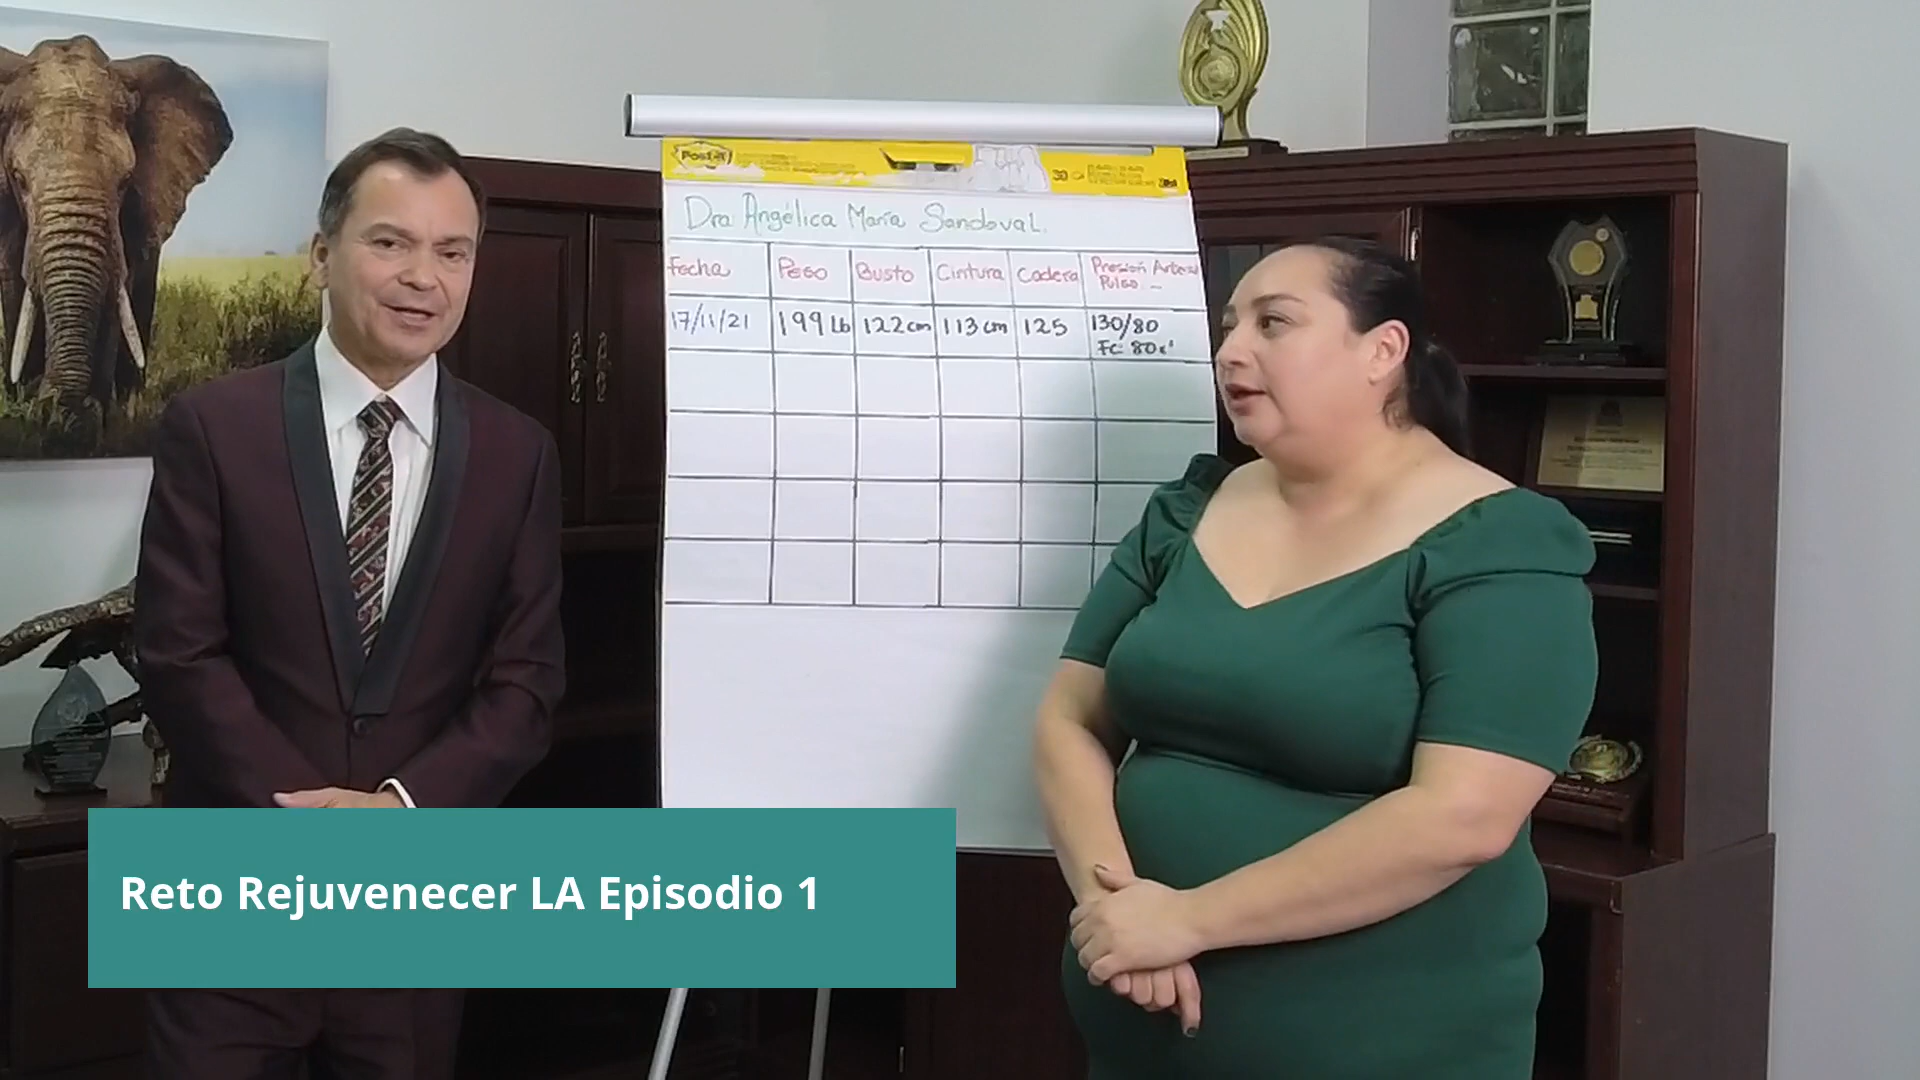 Post-it
30
Dra Angélica María Sandoval.
Fecha Peso Busto Cintura Cadera Presión Arterial
Pulso
17/11/21 199 Lb 122 cm 113 cm 125 130/80
FC: 80x'
Reto Rejuvenecer LA Episodio 1